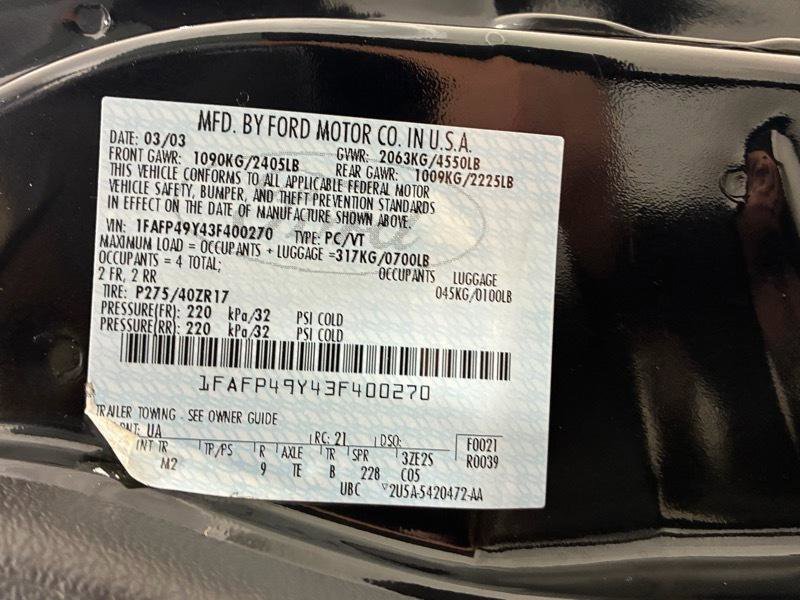 MFD. BY FORD MOTOR CO. IN U.S.A.
DATE: 03/03 GVWR: 2063KG/4550LB
FRONT GAWR: 1090KG/2405LB REAR GAWR: 1009KG/2225LB
THIS VEHICLE CONFORMS TO ALL APPLICABLE FEDERAL MOTOR
VEHICLE SAFETY, BUMPER, AND THEFT PREVENTION STANDARDS
IN EFFECT ON THE DATE OF MANUFACTURE SHOWN ABOVE.
VIN: 1FAFP49Y43F400270 TYPE: PC/VT
MAXIMUM LOAD = OCCUPANTS + LUGGAGE =317KG/0700LB
OCCUPANTS = 4 TOTAL; OCCUPANTS LUGGAGE
2 FR, 2 RR 045KG/0100LB
TIRE: P275/40ZR17
PRESSURE(FR): 220 kPa/32 PSI COLD
PRESSURE(RR): 220 kPa/32 PSI COLD
1FAFP49Y43F400270
TRAILER TOWING - SEE OWNER GUIDE
NT: UA RC: 21 DSO: F0021
INT TR TP/PS R AXLE TR SPR 3ZE2S R0039
M2 9 TE B 228 C05
UBC 2U5A-5420472-AA